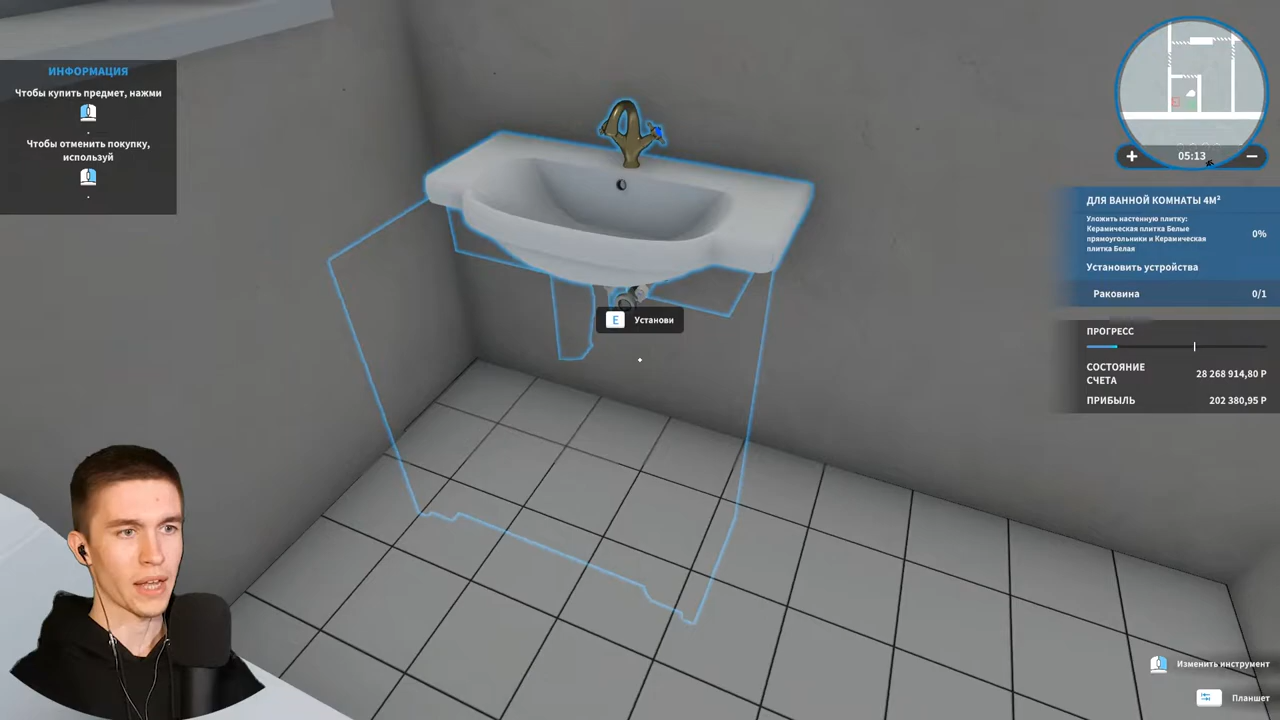 ИНФОРМАЦИЯ
Чтобы купить предмет, нажми
.
Чтобы отменить покупку,
используй
.
+ 05:13 −
ДЛЯ ВАННОЙ КОМНАТЫ 4М²
Уложить настенную плитку:
Керамическая плитка Белые
прямоугольники и Керамическая
плитка Белая
0%
Установить устройства
Раковина 0/1
ПРОГРЕСС
СОСТОЯНИЕ
СЧЕТА
28 268 914,80 Р
ПРИБЫЛЬ 202 380,95 Р
E Установи
Изменить инструмент
Планшет